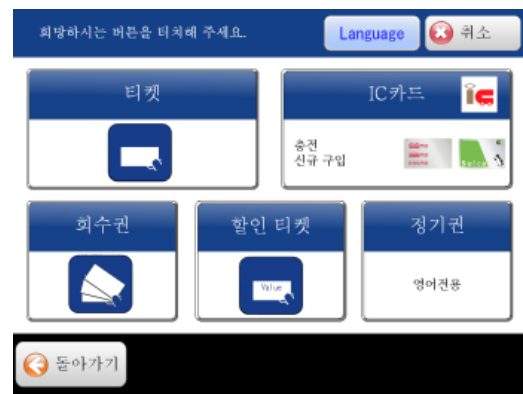 희망하시는 버튼을 터치해 주세요.
Language
취소
티켓
IC카드
충전
신규 구입
Suica
회수권
할인 티켓
Value
정기권
영어전용
돌아가기